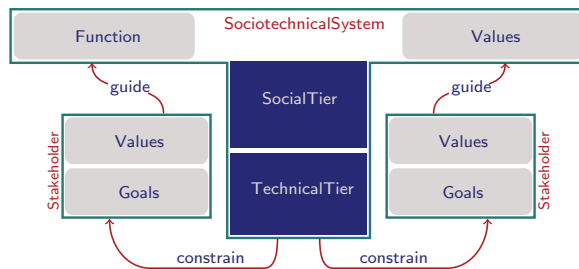 SociotechnicalSystem
Function
Values
guide
guide
SocialTier
Stakeholder
Values
Goals
TechnicalTier
Values
Goals
Stakeholder
constrain
constrain